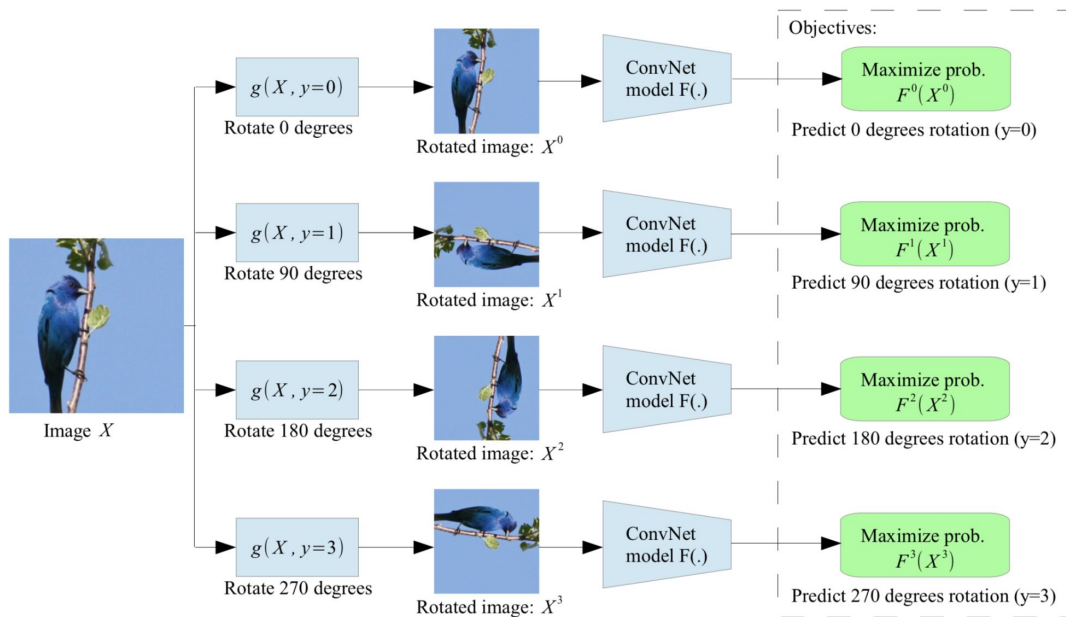 Objectives:
g(X, y=0)
Rotate 0 degrees
Rotated image: X⁰
ConvNet
model F(.)
Maximize prob.
F⁰(X⁰)
Predict 0 degrees rotation (y=0)
g(X, y=1)
Rotate 90 degrees
Rotated image: X¹
ConvNet
model F(.)
Maximize prob.
F¹(X¹)
Predict 90 degrees rotation (y=1)
Image X
g(X, y=2)
Rotate 180 degrees
Rotated image: X²
ConvNet
model F(.)
Maximize prob.
F²(X²)
Predict 180 degrees rotation (y=2)
g(X, y=3)
Rotate 270 degrees
Rotated image: X³
ConvNet
model F(.)
Maximize prob.
F³(X³)
Predict 270 degrees rotation (y=3)